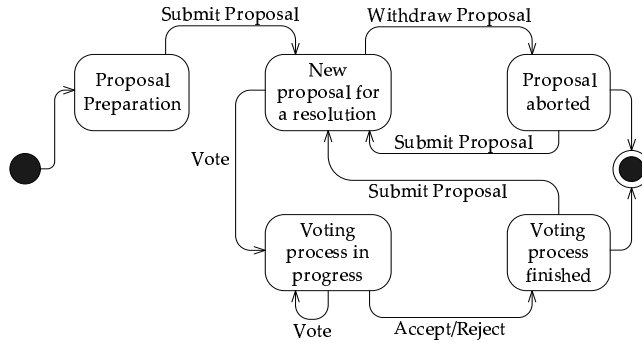 Submit Proposal
Withdraw Proposal
Proposal
Preparation
New
proposal for
a resolution
Proposal
aborted
Vote
Submit Proposal
Submit Proposal
Voting
process in
progress
Voting
process
finished
Vote
Accept/Reject